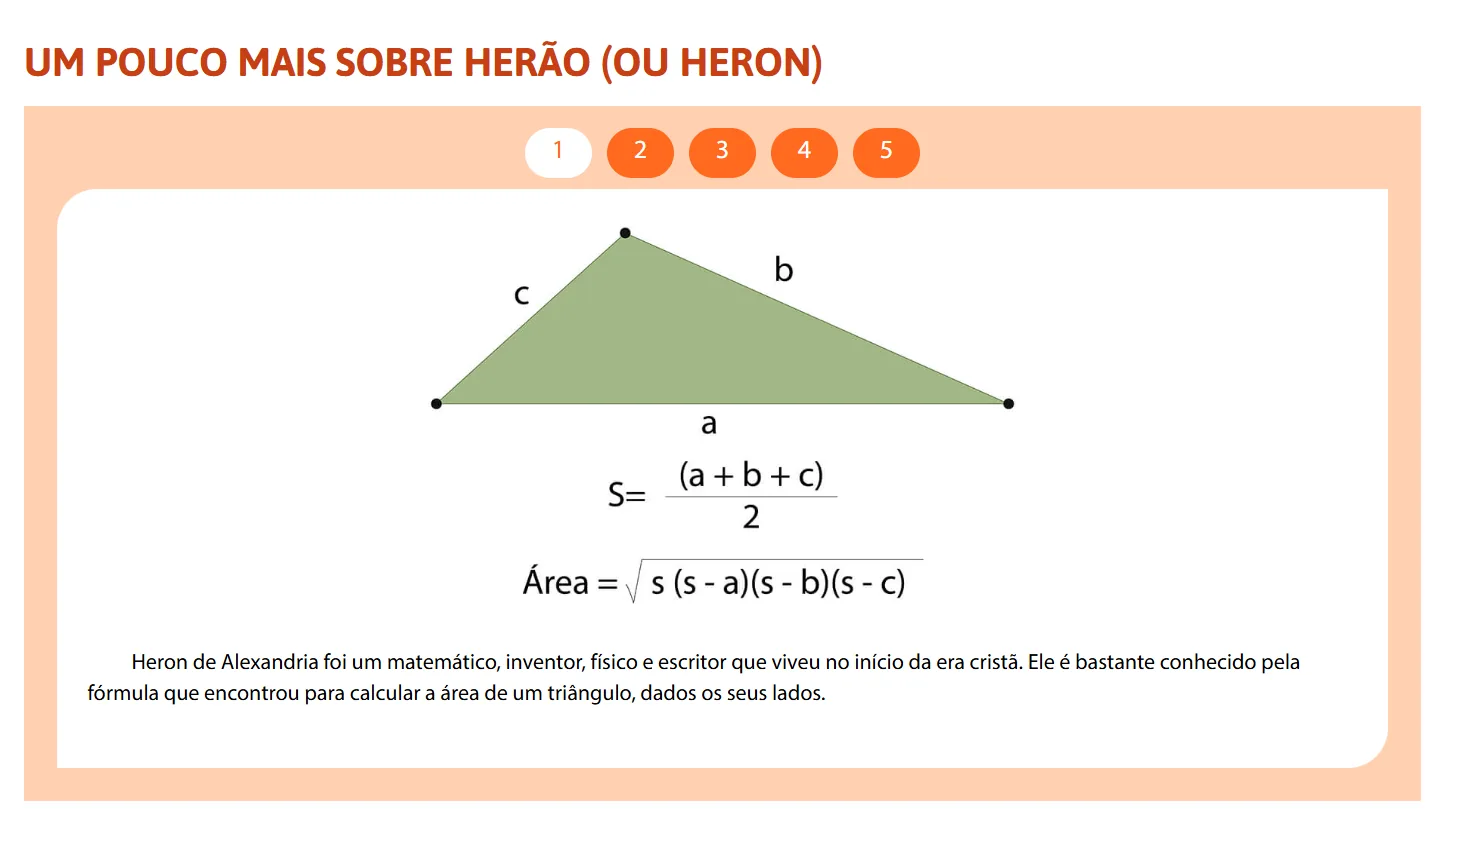 UM POUCO MAIS SOBRE HERÃO (OU HERON)
1 2 3 4 5
c
b
a
S= (a + b + c)
2
Área = √ s (s - a)(s - b)(s - c)
Heron de Alexandria foi um matemático, inventor, físico e escritor que viveu no início da era cristã. Ele é bastante conhecido pela
fórmula que encontrou para calcular a área de um triângulo, dados os seus lados.